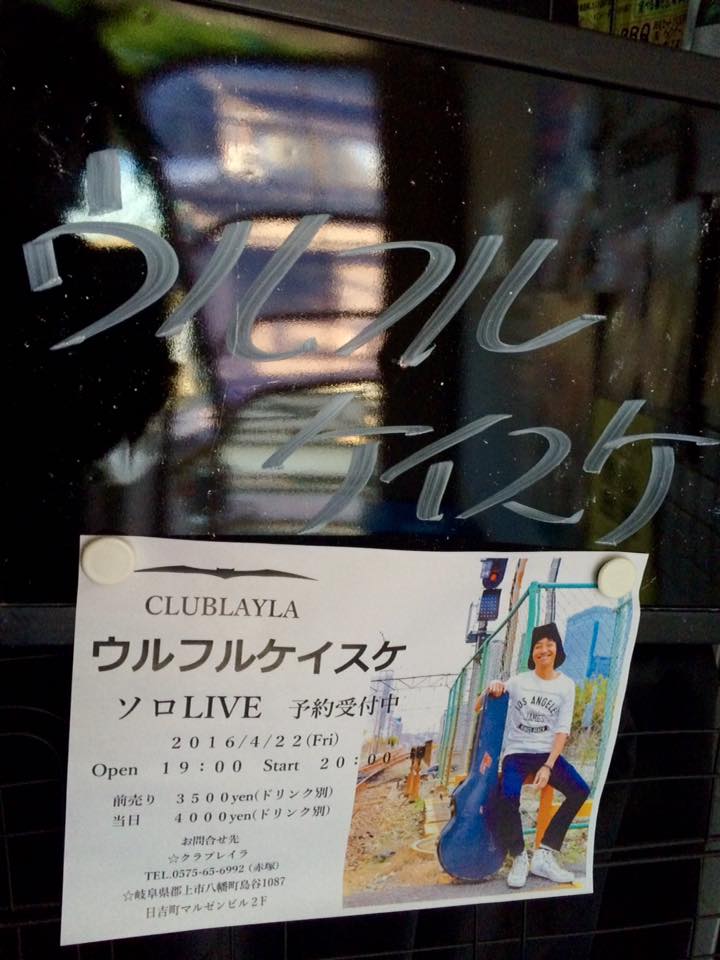 BBQ
ウルフル
ケイスケ
CLUBLAYLA
ウルフルケイスケ
ソロLIVE 予約受付中
2016/4/22(Fri)
Open 19:00 Start 20:00
前売り 3500yen(ドリンク別)
当日 4000yen(ドリンク別)
お問合せ先
☆クラブレイラ
TEL.0575-65-6992 (赤塚)
☆岐阜県郡上市八幡町島谷1087
日吉町マルゼンビル2F
LOS ANGELES